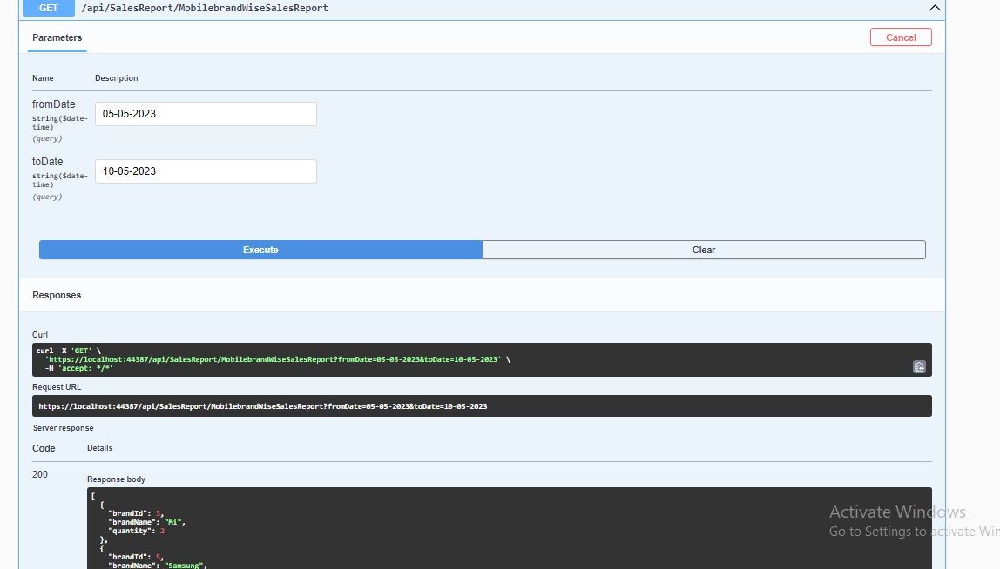 GET /api/SalesReport/MobilebrandWiseSalesReport
Parameters
Cancel
Name Description
fromDate
string($date-
time)
(query)
05-05-2023
toDate
string($date-
time)
(query)
10-05-2023
Execute
Clear
Responses
Curl
curl -X 'GET' \
'https://localhost:44387/api/SalesReport/MobilebrandWiseSalesReport?fromDate=05-05-2023&toDate=10-05-2023' \
-H 'accept: */*'
Request URL
https://localhost:44387/api/SalesReport/MobilebrandWiseSalesReport?fromDate=05-05-2023&toDate=10-05-2023
Server response
Code Details
200
Response body
[
{
"brandId": 3,
"brandName": "Mi",
"quantity": 2
},
{
"brandId": 5,
"brandName": "Samsung",
Activate Windows
Go to Settings to activate Win